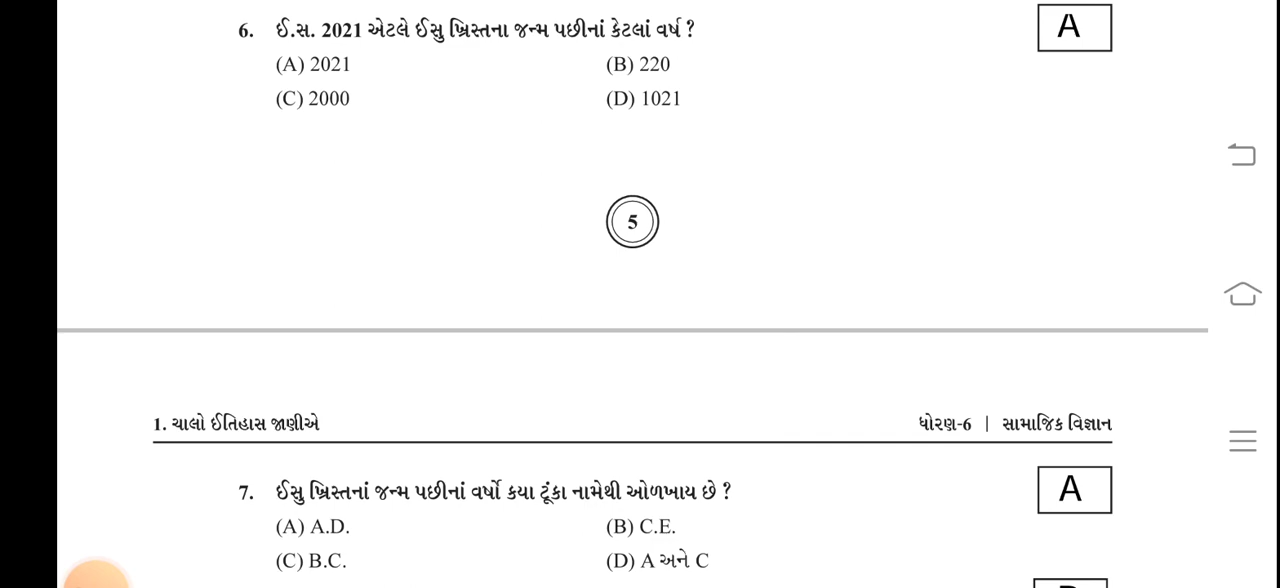 6. ઈ.સ. 2021 એટલે ઈસુ ખ્રિસ્તના જન્મ પછીનાં કેટલાં વર્ષ ? A
(A) 2021 (B) 220
(C) 2000 (D) 1021
5
1. ચાલો ઈતિહાસ જાણીએ ધોરણ-6 | સામાજિક વિજ્ઞાન
7. ઈસુ ખ્રિસ્તનાં જન્મ પછીનાં વર્ષો કયા ટૂંકા નામેથી ઓળખાય છે ? A
(A) A.D. (B) C.E.
(C) B.C. (D) A અને C